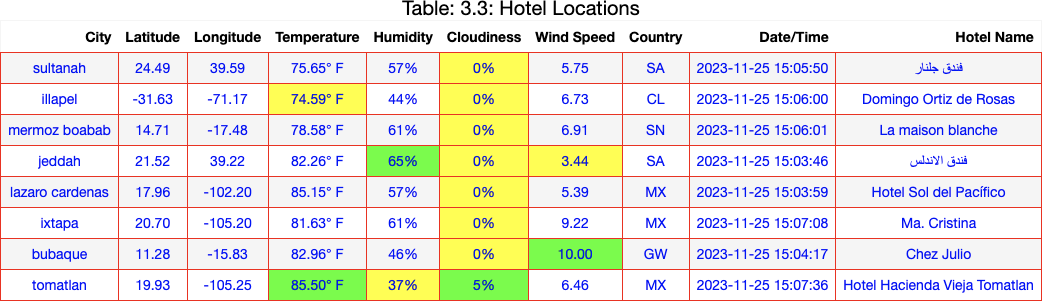 Table: 3.3: Hotel Locations
City Latitude Longitude Temperature Humidity Cloudiness Wind Speed Country Date/Time Hotel Name
sultanah 24.49 39.59 75.65° F 57% 0% 5.75 SA 2023-11-25 15:05:50 فندق جلنار
illapel -31.63 -71.17 74.59° F 44% 0% 6.73 CL 2023-11-25 15:06:00 Domingo Ortiz de Rosas
mermoz boabab 14.71 -17.48 78.58° F 61% 0% 6.91 SN 2023-11-25 15:06:01 La maison blanche
jeddah 21.52 39.22 82.26° F 65% 0% 3.44 SA 2023-11-25 15:03:46 فندق الاندلس
lazaro cardenas 17.96 -102.20 85.15° F 57% 0% 5.39 MX 2023-11-25 15:03:59 Hotel Sol del Pacífico
ixtapa 20.70 -105.20 81.63° F 61% 0% 9.22 MX 2023-11-25 15:07:08 Ma. Cristina
bubaque 11.28 -15.83 82.96° F 46% 0% 10.00 GW 2023-11-25 15:04:17 Chez Julio
tomatlan 19.93 -105.25 85.50° F 37% 5% 6.46 MX 2023-11-25 15:07:36 Hotel Hacienda Vieja Tomatlan